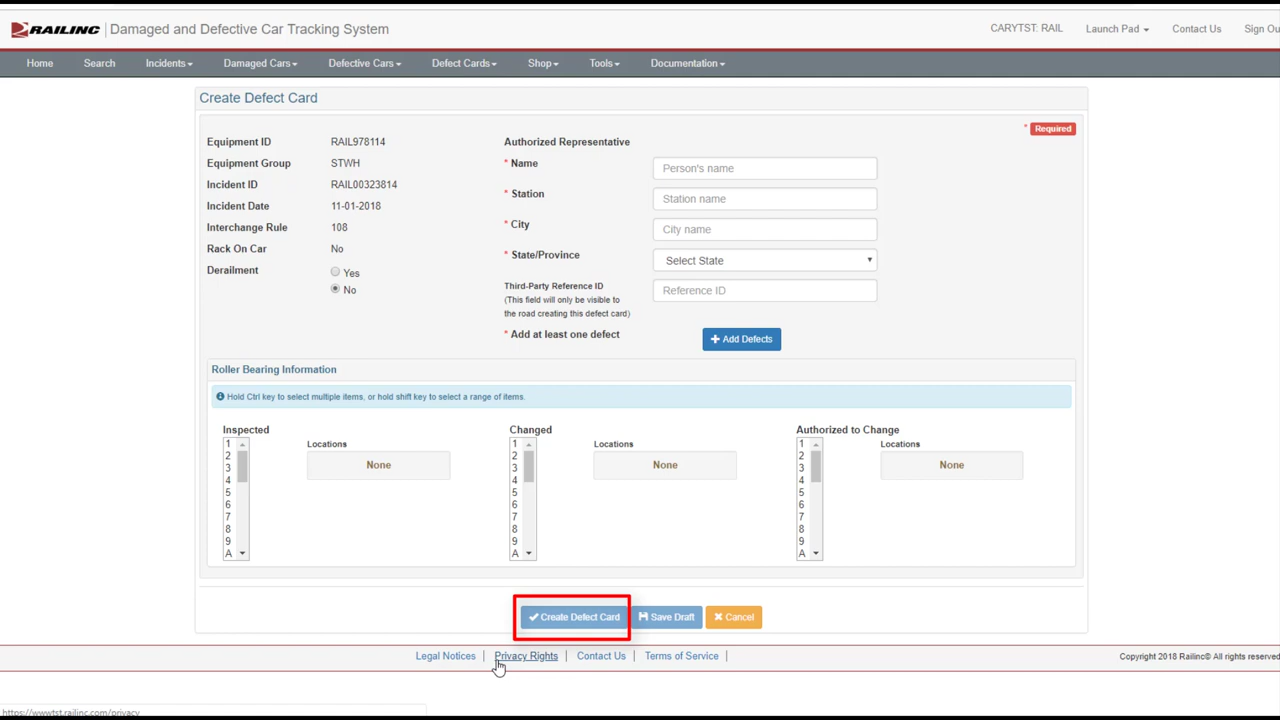 RAILINC Damaged and Defective Car Tracking System CARYTST: RAIL Launch Pad Contact Us Sign Ou
Home Search Incidents Damaged Cars Defective Cars Defect Cards Shop Tools Documentation
Create Defect Card
* Required
Equipment ID RAIL978114
Equipment Group STWH
Incident ID RAIL00323814
Incident Date 11-01-2018
Interchange Rule 108
Rack On Car No
Derailment Yes
No
Authorized Representative
* Name Person's name
* Station Station name
* City City name
* State/Province Select State
Third-Party Reference ID Reference ID
(This field will only be visible to
the road creating this defect card)
* Add at least one defect Add Defects
Roller Bearing Information
Hold Ctrl key to select multiple items, or hold shift key to select a range of items.
Inspected
1
2
3
4
5
6
7
8
9
A
Locations
None
Changed
1
2
3
4
5
6
7
8
9
A
Locations
None
Authorized to Change
1
2
3
4
5
6
7
8
9
A
Locations
None
Create Defect Card Save Draft Cancel
Legal Notices | Privacy Rights | Contact Us | Terms of Service | Copyright 2018 Railinc© All rights reserved
https://wwwtst.railinc.com/privacy